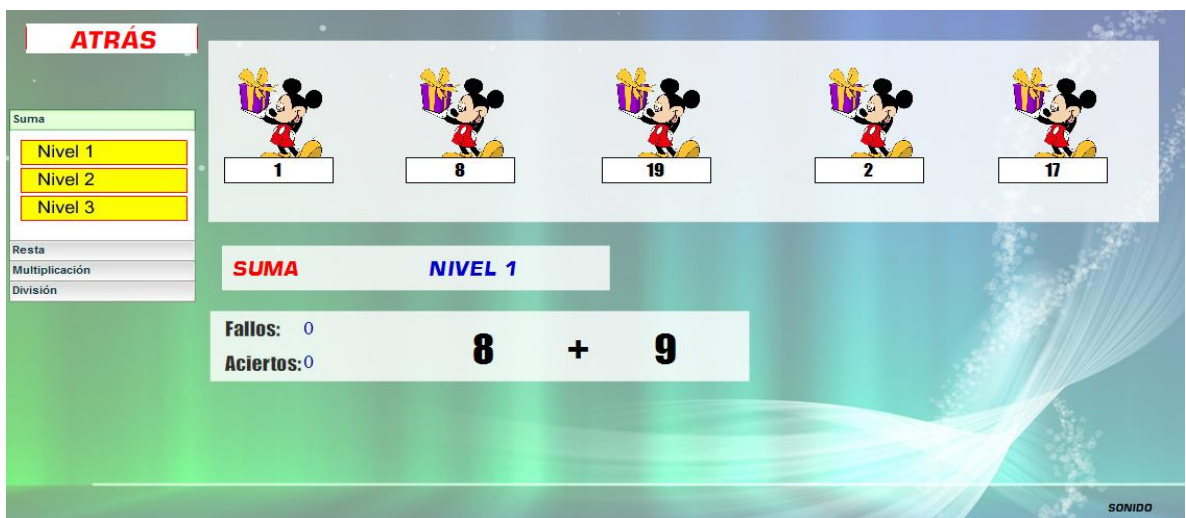 ATRÁS
Suma
Nivel 1
Nivel 2
Nivel 3
Resta
Multiplicación
División
1 8 19 2 17
SUMA NIVEL 1
Fallos: 0
Aciertos: 0
8 + 9
SONIDO